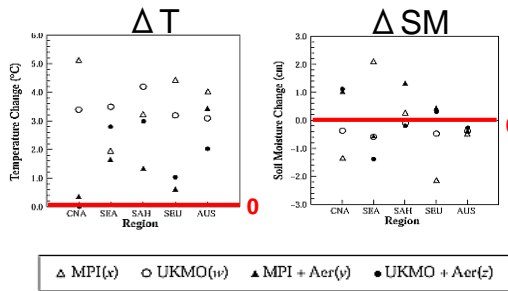 Δ T
Δ SM
6.0
5.0
4.0
3.0
2.0
1.0
0.0
Temperature Change (°C)
CNA SEA SAH SEU AUS
Region
0
3.0
2.0
1.0
0.0
−1.0
−2.0
−3.0
Soil Moisture Change (cm)
CNA SEA SAH SEU AUS
Region
△ MPI(x) ○ UKMO(w) ▲ MPI + Aer(y) ● UKMO + Aer(z)